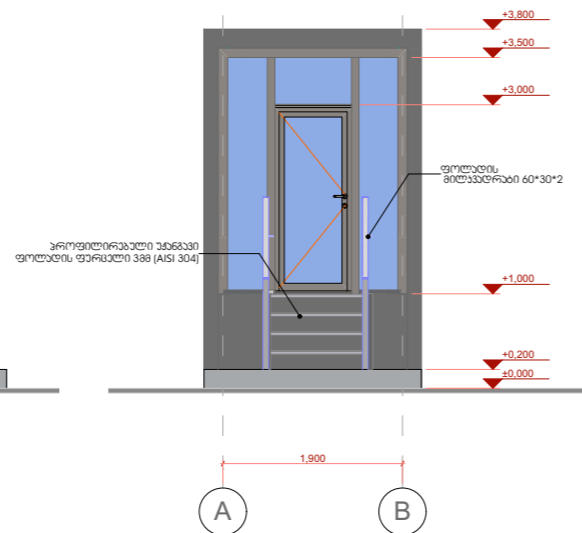 +3,800
+3,500
+3,000
ფოლადის
მილკვადრატი 60*30*2
პროფილირებული უჟანგავი
ფოლადის ფურცელი 3მმ (AISI 304)
+1,000
+0,200
±0,000
1,900
A
B